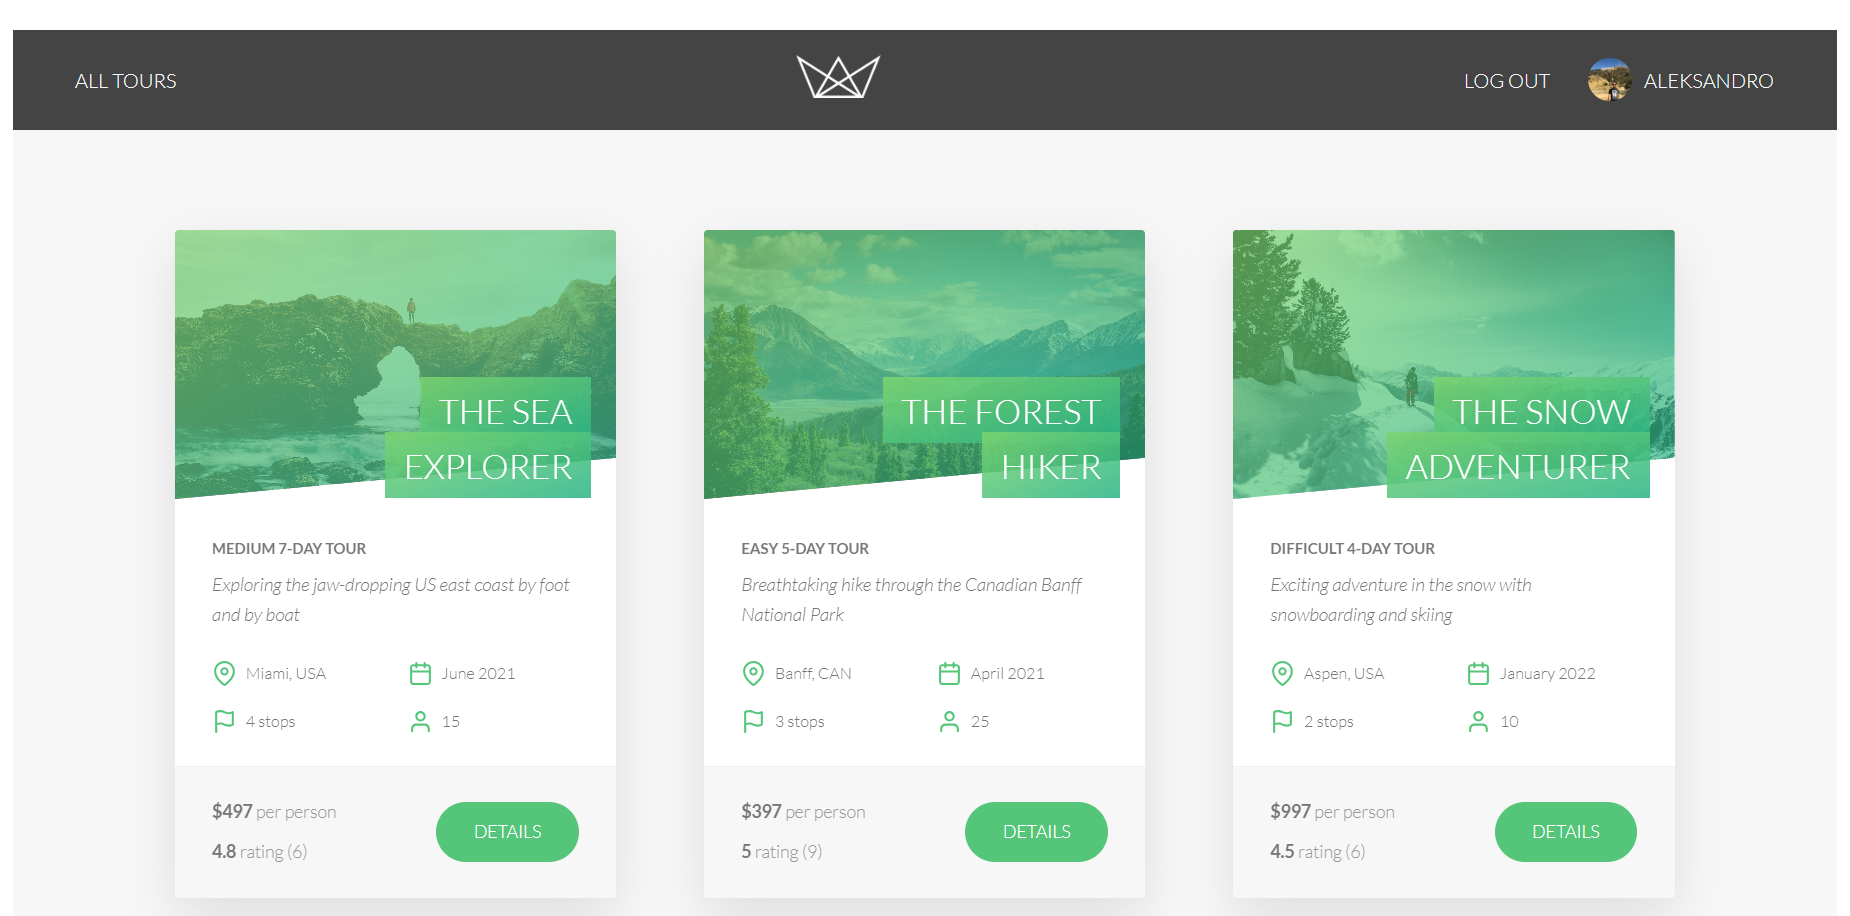 ALL TOURS
LOG OUT
ALEKSANDRO
THE SEA
EXPLORER
MEDIUM 7-DAY TOUR
Exploring the jaw-dropping US east coast by foot
and by boat
Miami, USA
June 2021
4 stops
15
$497 per person
4.8 rating (6)
DETAILS
THE FOREST
HIKER
EASY 5-DAY TOUR
Breathtaking hike through the Canadian Banff
National Park
Banff, CAN
April 2021
3 stops
25
$397 per person
5 rating (9)
DETAILS
THE SNOW
ADVENTURER
DIFFICULT 4-DAY TOUR
Exciting adventure in the snow with
snowboarding and skiing
Aspen, USA
January 2022
2 stops
10
$997 per person
4.5 rating (6)
DETAILS